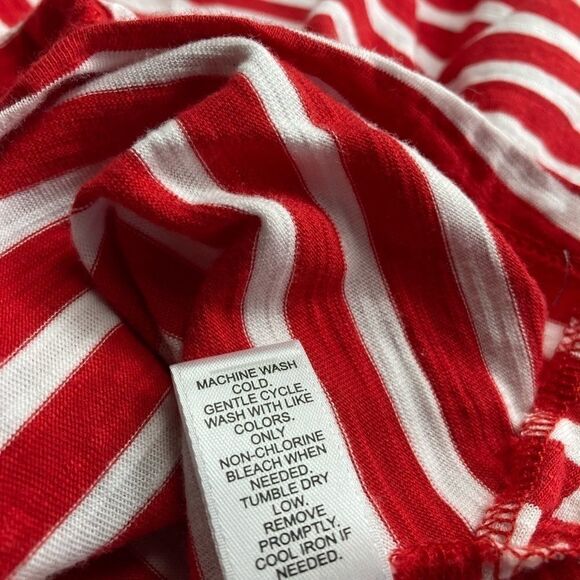 MACHINE WASH
COLD.
GENTLE CYCLE.
WASH WITH LIKE
COLORS.
ONLY
NON-CHLORINE
BLEACH WHEN
NEEDED.
TUMBLE DRY
LOW.
REMOVE
PROMPTLY.
COOL IRON IF
NEEDED.